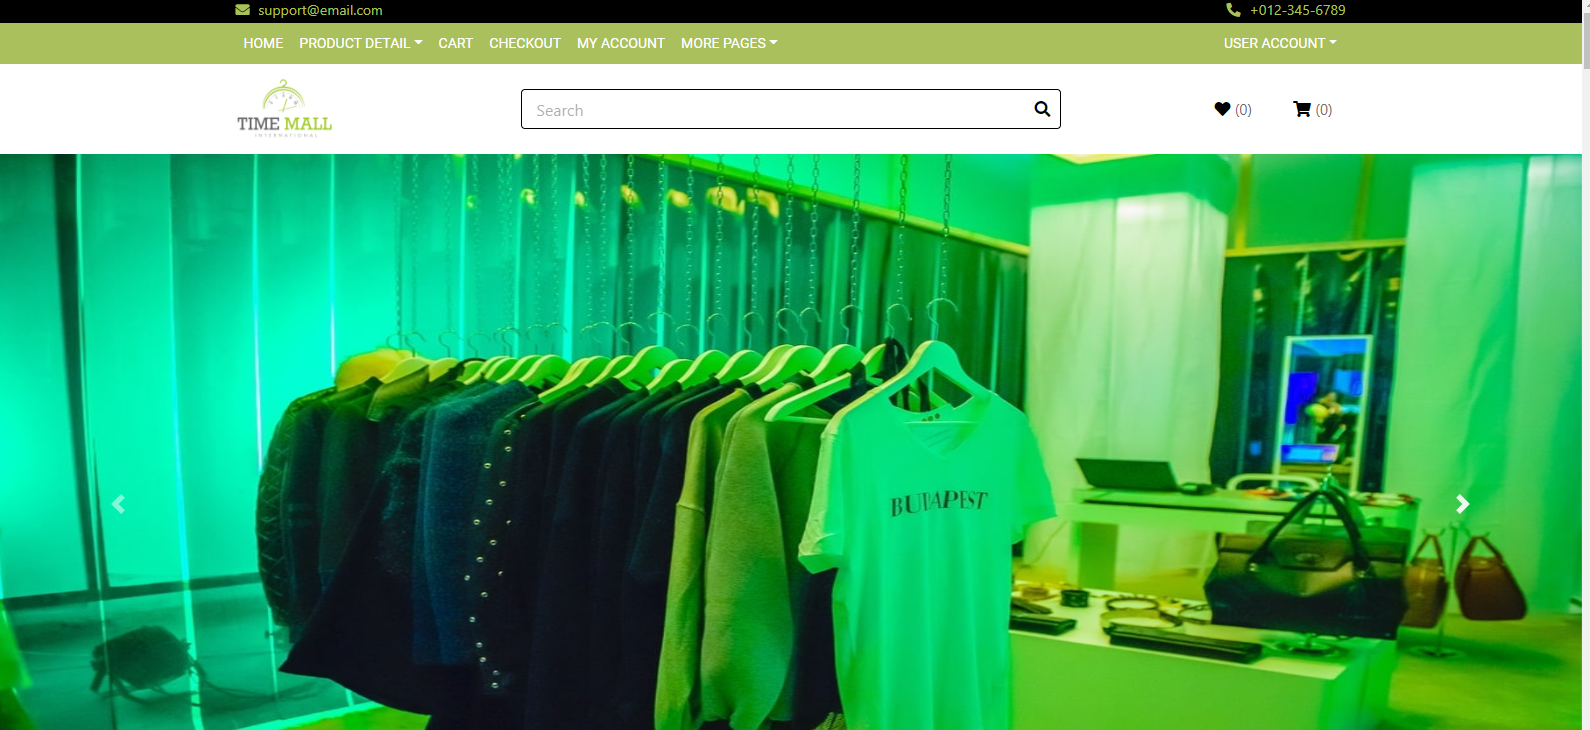 support@email.com
+012-345-6789
HOME PRODUCT DETAIL CART CHECKOUT MY ACCOUNT MORE PAGES
USER ACCOUNT
TIME MALL
INTERNATIONAL
Search
(0)
(0)
BUDAPEST